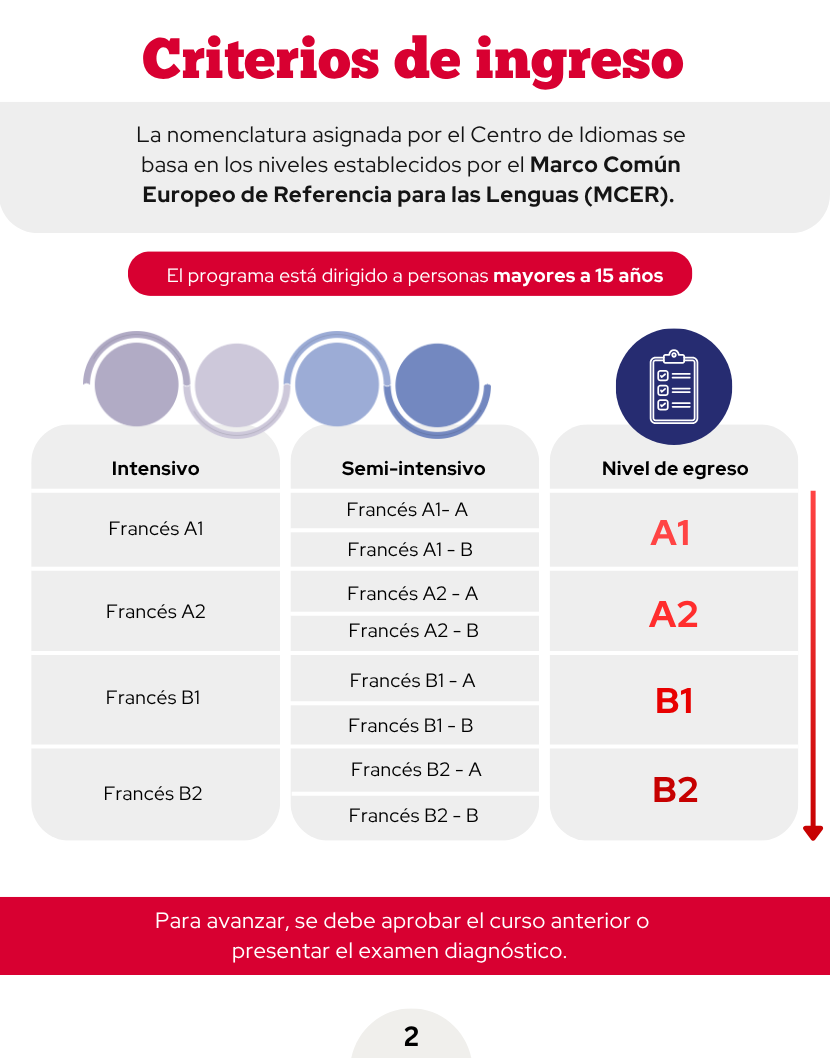 Criterios de ingreso
La nomenclatura asignada por el Centro de Idiomas se
basa en los niveles establecidos por el Marco Común
Europeo de Referencia para las Lenguas (MCER).
El programa está dirigido a personas mayores a 15 años
Intensivo
Semi-intensivo
Nivel de egreso
Francés A1
Francés A1- A
Francés A1 - B
A1
Francés A2
Francés A2 - A
Francés A2 - B
A2
Francés B1
Francés B1 - A
Francés B1 - B
B1
Francés B2
Francés B2 - A
Francés B2 - B
B2
Para avanzar, se debe aprobar el curso anterior o
presentar el examen diagnóstico.
2